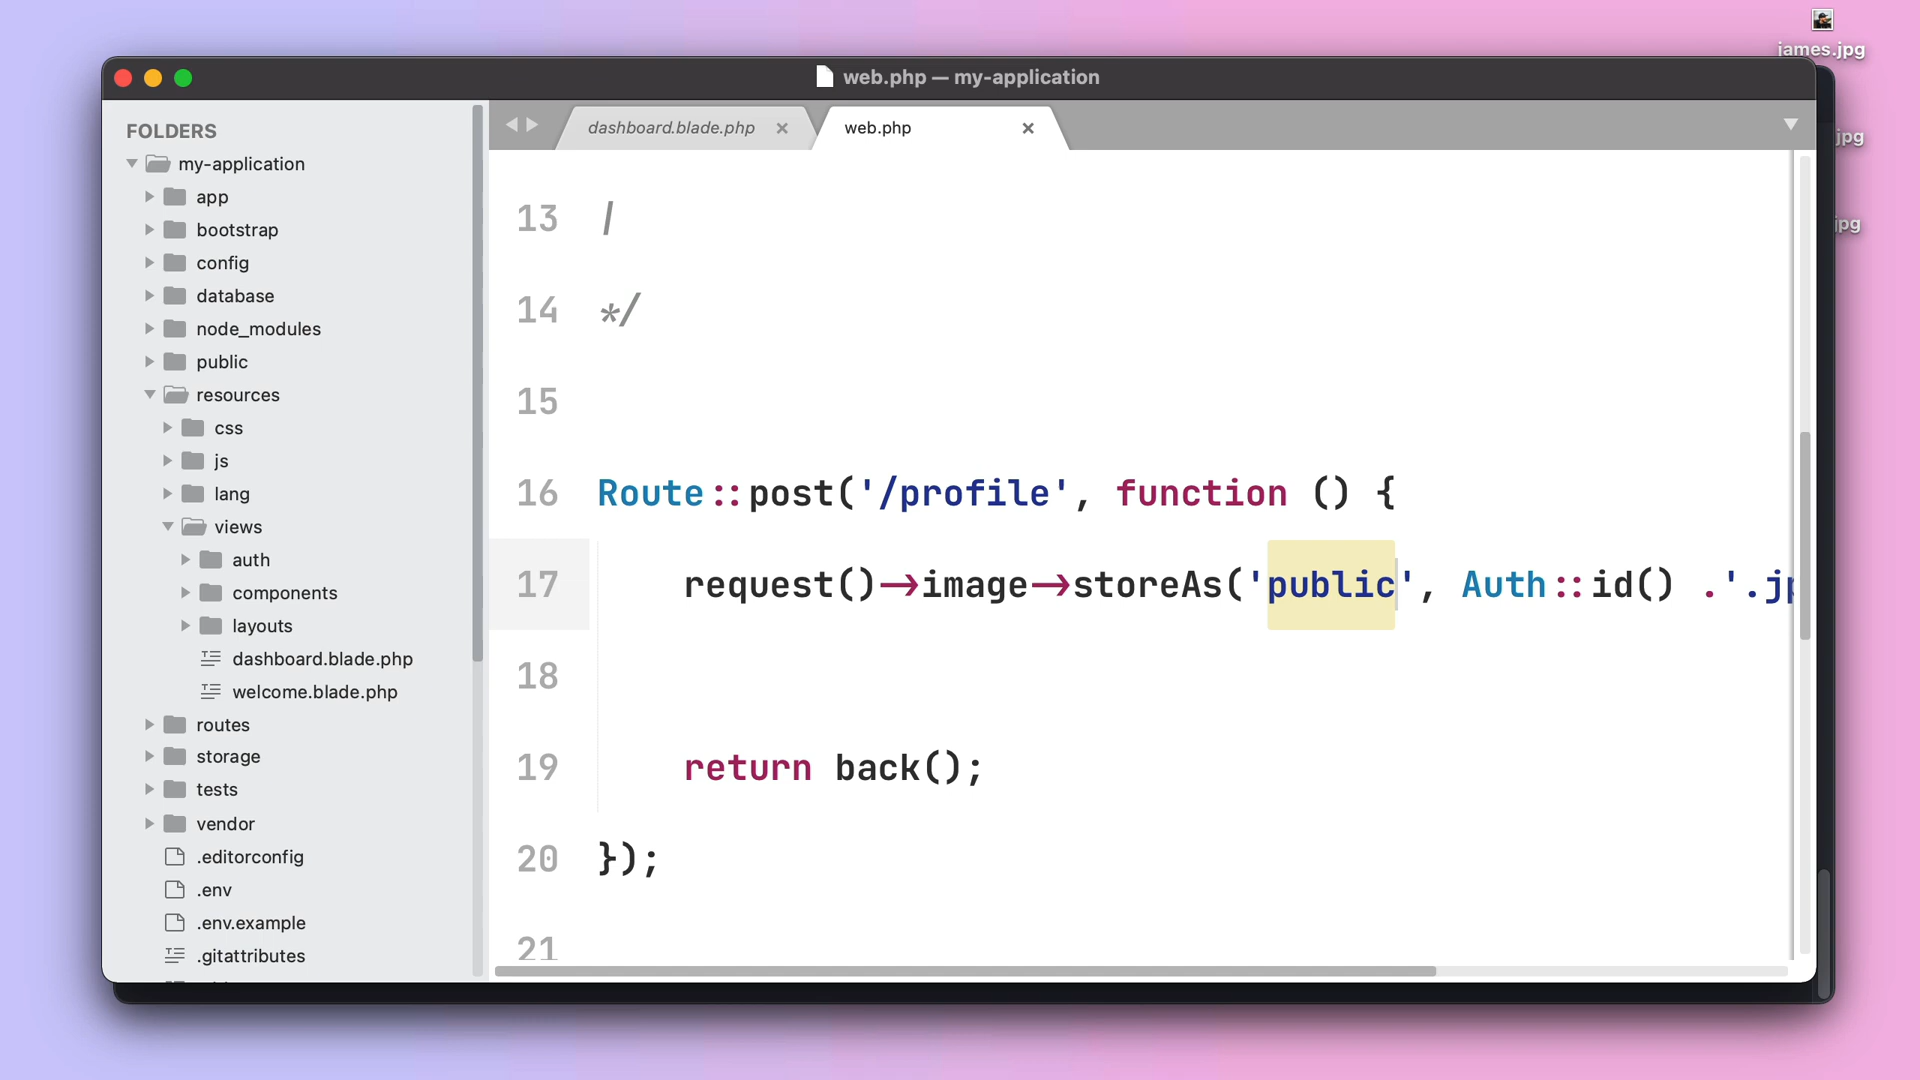 james.jpg
web.php — my-application
jpg
jpg
FOLDERS
my-application
app
bootstrap
config
database
node_modules
public
resources
css
js
lang
views
auth
components
layouts
dashboard.blade.php
welcome.blade.php
routes
storage
tests
vendor
.editorconfig
.env
.env.example
.gitattributes
dashboard.blade.php
web.php
13 |
14 */
15
16 Route::post('/profile', function () {
17 request()->image->storeAs('public', Auth::id() .'.jp
18
19 return back();
20 });
21